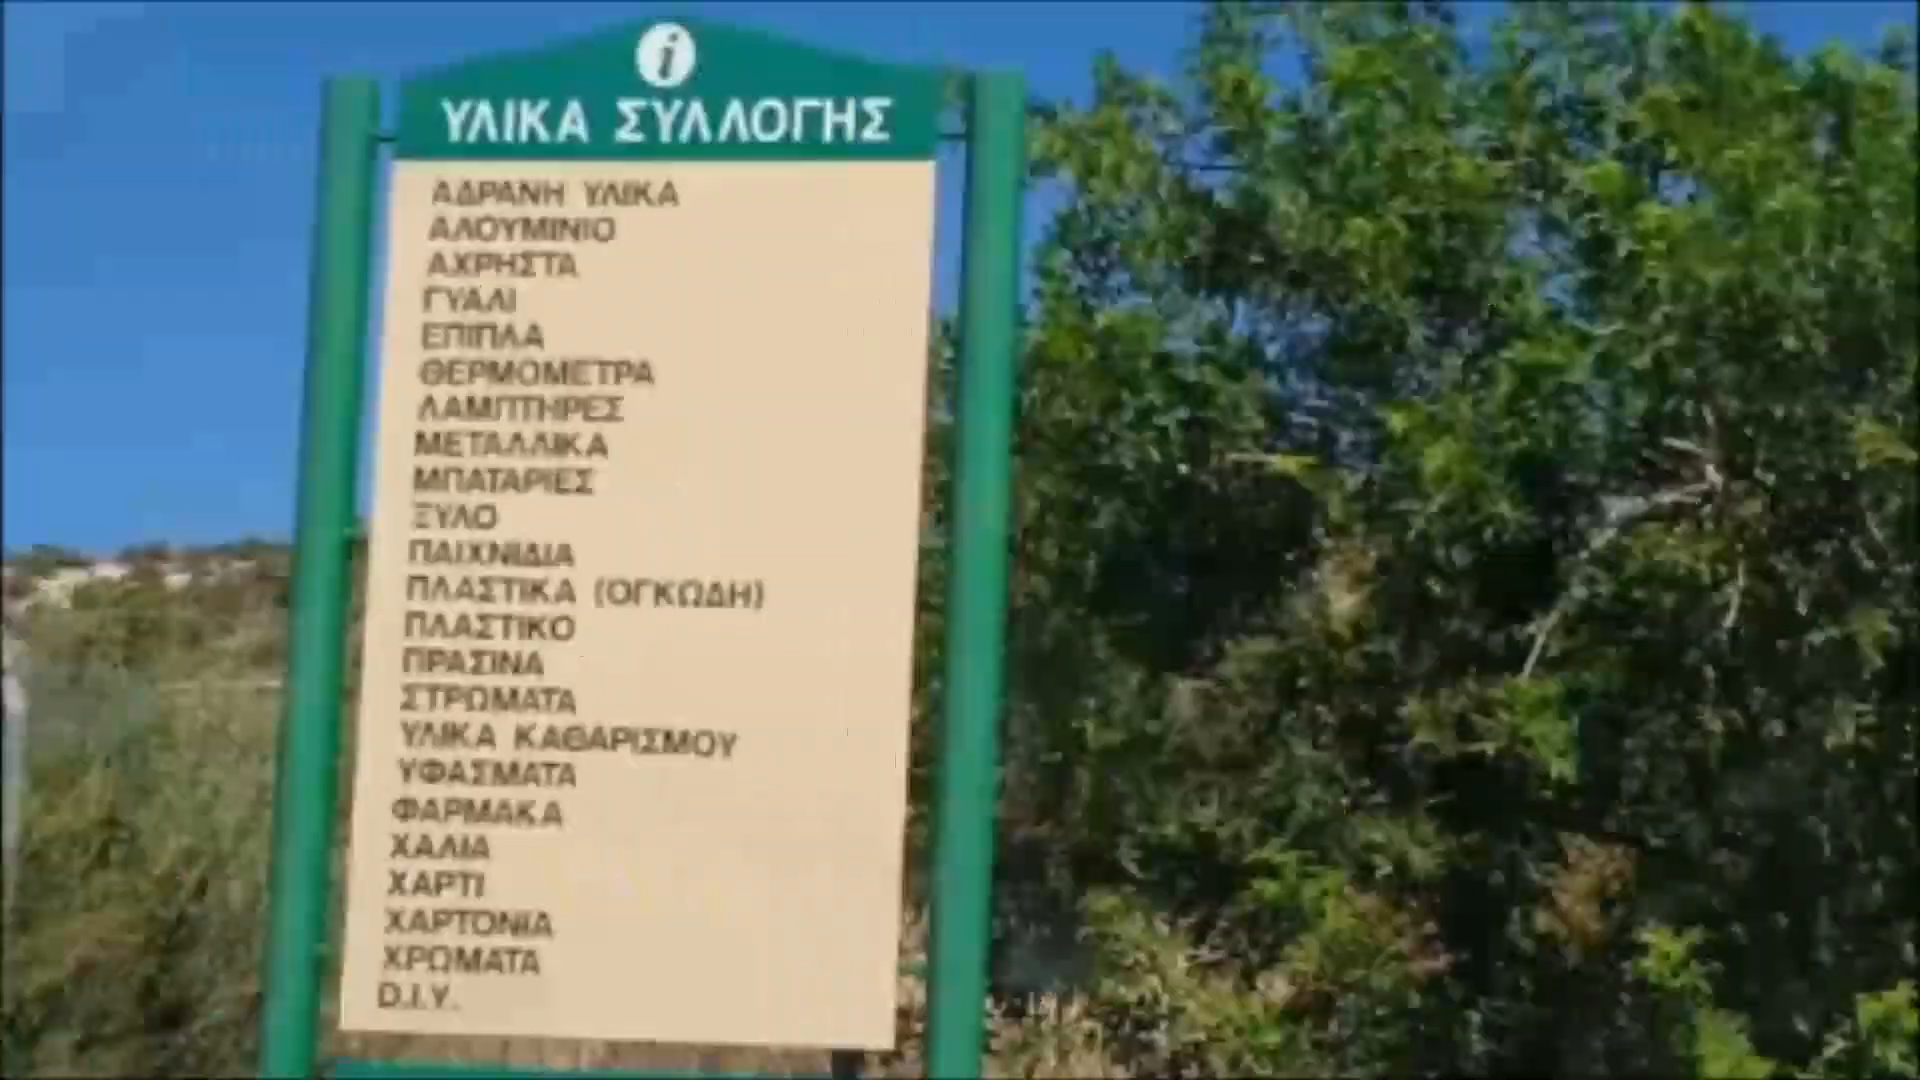 i
ΥΛΙΚΑ ΣΥΛΛΟΓΗΣ
ΑΔΡΑΝΗ ΥΛΙΚΑ
ΑΛΟΥΜΙΝΙΟ
ΑΧΡΗΣΤΑ
ΓΥΑΛΙ
ΕΠΙΠΛΑ
ΘΕΡΜΟΜΕΤΡΑ
ΛΑΜΠΤΗΡΕΣ
ΜΕΤΑΛΛΙΚΑ
ΜΠΑΤΑΡΙΕΣ
ΞΥΛΟ
ΠΑΙΧΝΙΔΙΑ
ΠΛΑΣΤΙΚΑ (ΟΓΚΩΔΗ)
ΠΛΑΣΤΙΚΟ
ΠΡΑΣΙΝΑ
ΣΤΡΩΜΑΤΑ
ΥΛΙΚΑ ΚΑΘΑΡΙΣΜΟΥ
ΥΦΑΣΜΑΤΑ
ΦΑΡΜΑΚΑ
ΧΑΛΙΑ
ΧΑΡΤΙ
ΧΑΡΤΟΝΙΑ
ΧΡΩΜΑΤΑ
D.I.Y.